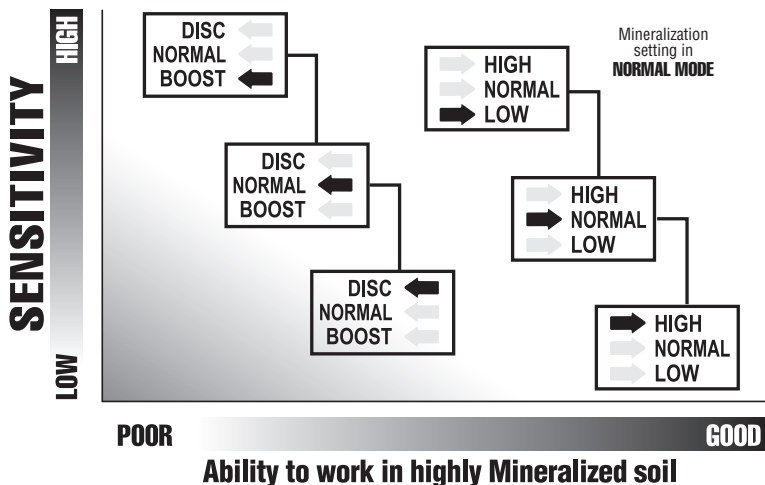 SENSITIVITY
HIGH
LOW
DISC
NORMAL
BOOST
DISC
NORMAL
BOOST
DISC
NORMAL
BOOST
Mineralization
setting in
NORMAL MODE
HIGH
NORMAL
LOW
HIGH
NORMAL
LOW
HIGH
NORMAL
LOW
POOR
GOOD
Ability to work in highly Mineralized soil